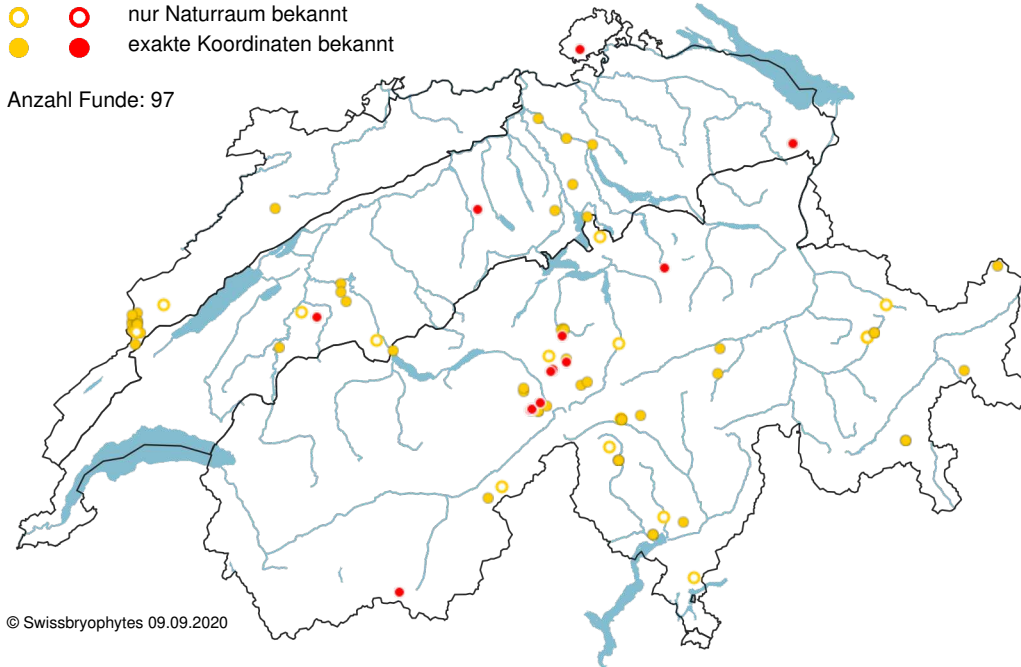 nur Naturraum bekannt
exakte Koordinaten bekannt
Anzahl Funde: 97
© Swissbryophytes 09.09.2020